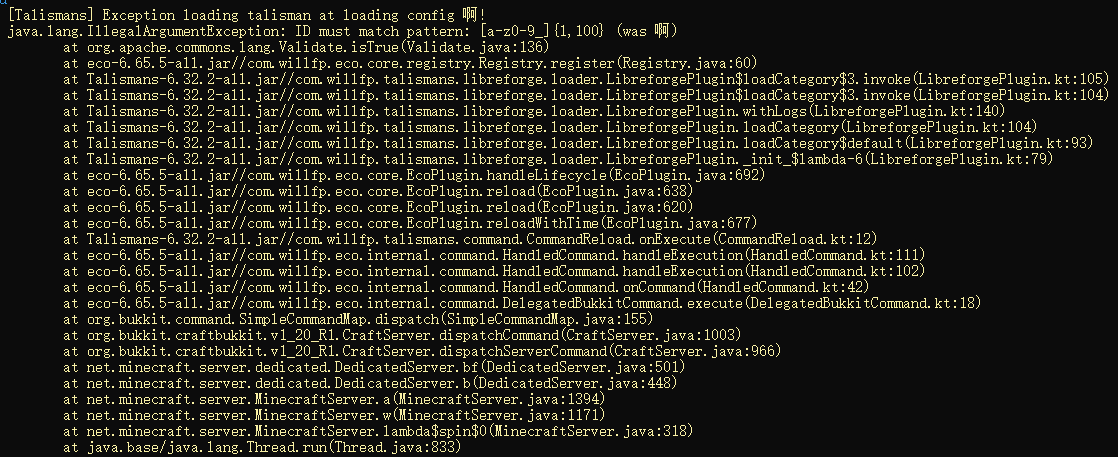 [Talismans] Exception loading talisman at loading config 啊!
java.lang.IllegalArgumentException: ID must match pattern: [a-z0-9_]{1,100} (was 啊)
at org.apache.commons.lang.Validate.isTrue(Validate.java:136)
at eco-6.65.5-all.jar//com.willfp.eco.core.registry.Registry.register(Registry.java:60)
at Talismans-6.32.2-all.jar//com.willfp.talismans.libreforge.loader.LibreforgePlugin$loadCategory$3.invoke(LibreforgePlugin.kt:105)
at Talismans-6.32.2-all.jar//com.willfp.talismans.libreforge.loader.LibreforgePlugin$loadCategory$3.invoke(LibreforgePlugin.kt:104)
at Talismans-6.32.2-all.jar//com.willfp.talismans.libreforge.loader.LibreforgePlugin.withLogs(LibreforgePlugin.kt:140)
at Talismans-6.32.2-all.jar//com.willfp.talismans.libreforge.loader.LibreforgePlugin.loadCategory(LibreforgePlugin.kt:104)
at Talismans-6.32.2-all.jar//com.willfp.talismans.libreforge.loader.LibreforgePlugin.loadCategory$default(LibreforgePlugin.kt:93)
at Talismans-6.32.2-all.jar//com.willfp.talismans.libreforge.loader.LibreforgePlugin._init_$lambda-6(LibreforgePlugin.kt:79)
at eco-6.65.5-all.jar//com.willfp.eco.core.EcoPlugin.handleLifecycle(EcoPlugin.java:692)
at eco-6.65.5-all.jar//com.willfp.eco.core.EcoPlugin.reload(EcoPlugin.java:638)
at eco-6.65.5-all.jar//com.willfp.eco.core.EcoPlugin.reload(EcoPlugin.java:620)
at eco-6.65.5-all.jar//com.willfp.eco.core.EcoPlugin.reloadWithTime(EcoPlugin.java:677)
at Talismans-6.32.2-all.jar//com.willfp.talismans.command.CommandReload.onExecute(CommandReload.kt:12)
at eco-6.65.5-all.jar//com.willfp.eco.internal.command.HandledCommand.handleExecution(HandledCommand.kt:111)
at eco-6.65.5-all.jar//com.willfp.eco.internal.command.HandledCommand.handleExecution(HandledCommand.kt:102)
at eco-6.65.5-all.jar//com.willfp.eco.internal.command.HandledCommand.onCommand(HandledCommand.kt:42)
at eco-6.65.5-all.jar//com.willfp.eco.internal.command.DelegatedBukkitCommand.execute(DelegatedBukkitCommand.kt:18)
at org.bukkit.command.SimpleCommandMap.dispatch(SimpleCommandMap.java:155)
at org.bukkit.craftbukkit.v1_20_R1.CraftServer.dispatchCommand(CraftServer.java:1003)
at org.bukkit.craftbukkit.v1_20_R1.CraftServer.dispatchServerCommand(CraftServer.java:966)
at net.minecraft.server.dedicated.DedicatedServer.bf(DedicatedServer.java:501)
at net.minecraft.server.dedicated.DedicatedServer.b(DedicatedServer.java:448)
at net.minecraft.server.MinecraftServer.a(MinecraftServer.java:1394)
at net.minecraft.server.MinecraftServer.w(MinecraftServer.java:1171)
at net.minecraft.server.MinecraftServer.lambda$spin$0(MinecraftServer.java:318)
at java.base/java.lang.Thread.run(Thread.java:833)